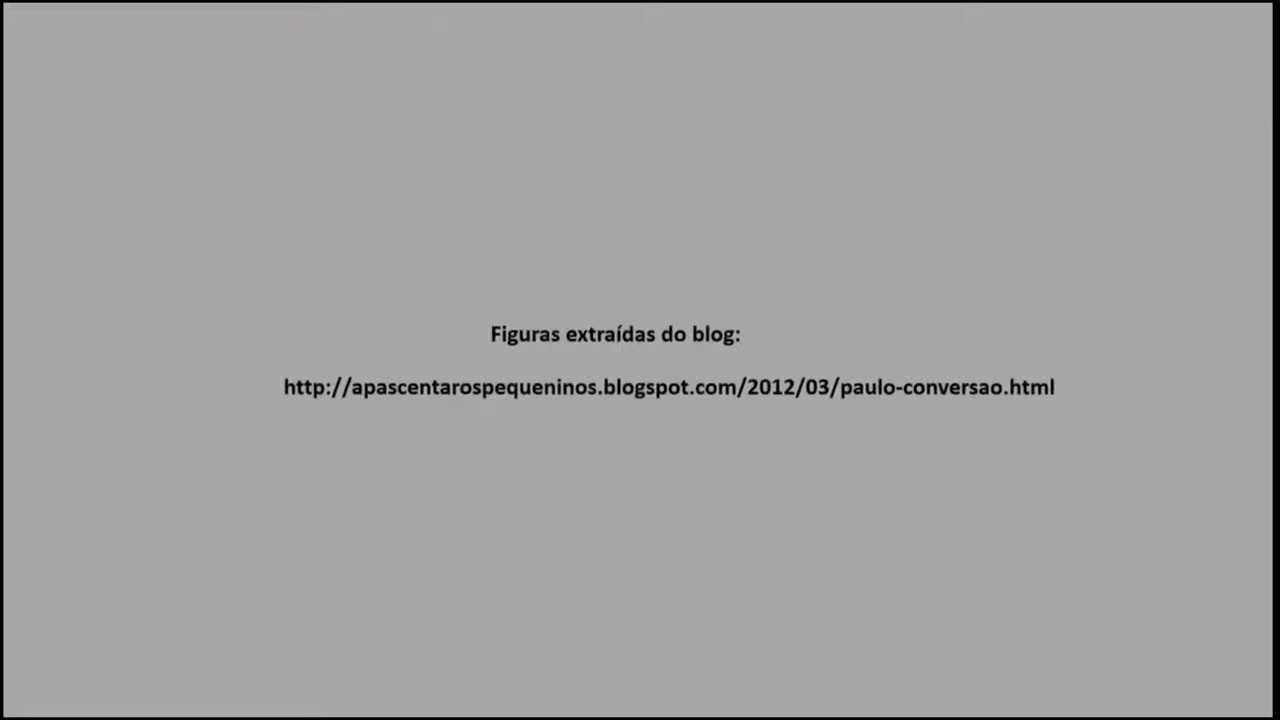 Figuras extraídas do blog:
http://apascentarospequeninos.blogspot.com/2012/03/paulo-conversao.html